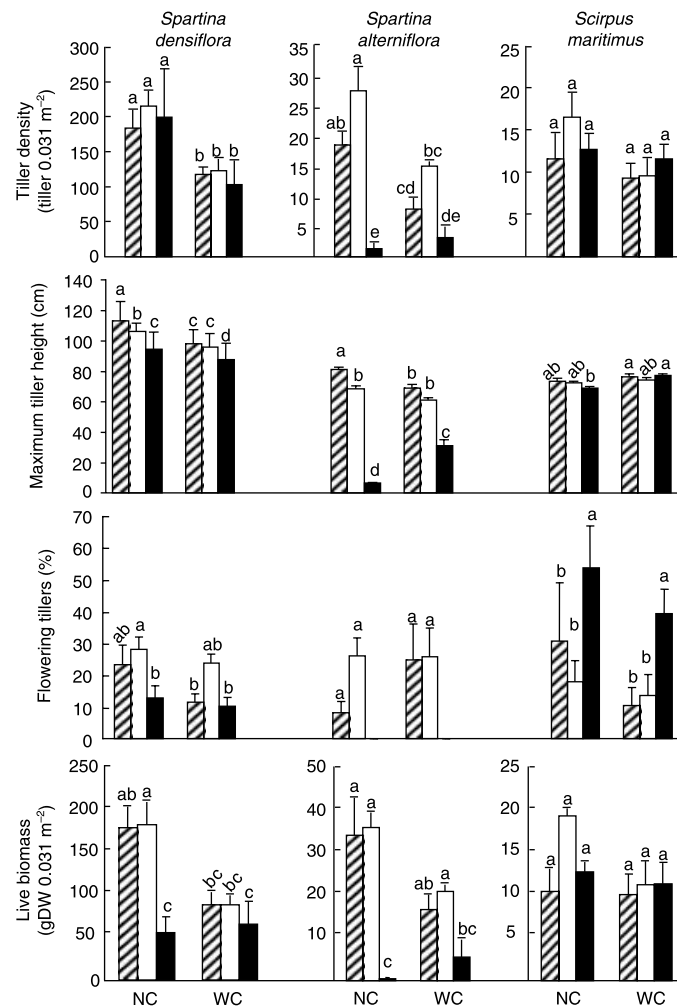 Spartina densiflora
Spartina alterniflora
Scirpus maritimus
Tiller density
(tiller 0.031 m⁻²)
300
250
200
150
100
50
0
a a a
b b b
35
30
25
20
15
10
5
ab a e
cd bc de
25
20
15
10
5
a a a
a a a
Maximum tiller height (cm)
140
120
100
80
60
40
20
0
a b c
c c d
a b d
b b c
ab ab b
a ab a
Flowering tillers (%)
70
60
50
40
30
20
10
0
ab a b
b ab b
a a
a a
b b a
b b a
Live biomass
(gDW 0.031 m⁻²)
250
200
150
100
50
0
ab a c
bc bc c
50
40
30
20
10
a a c
ab a bc
25
20
15
10
5
a a a
a a a
NC WC NC WC NC WC